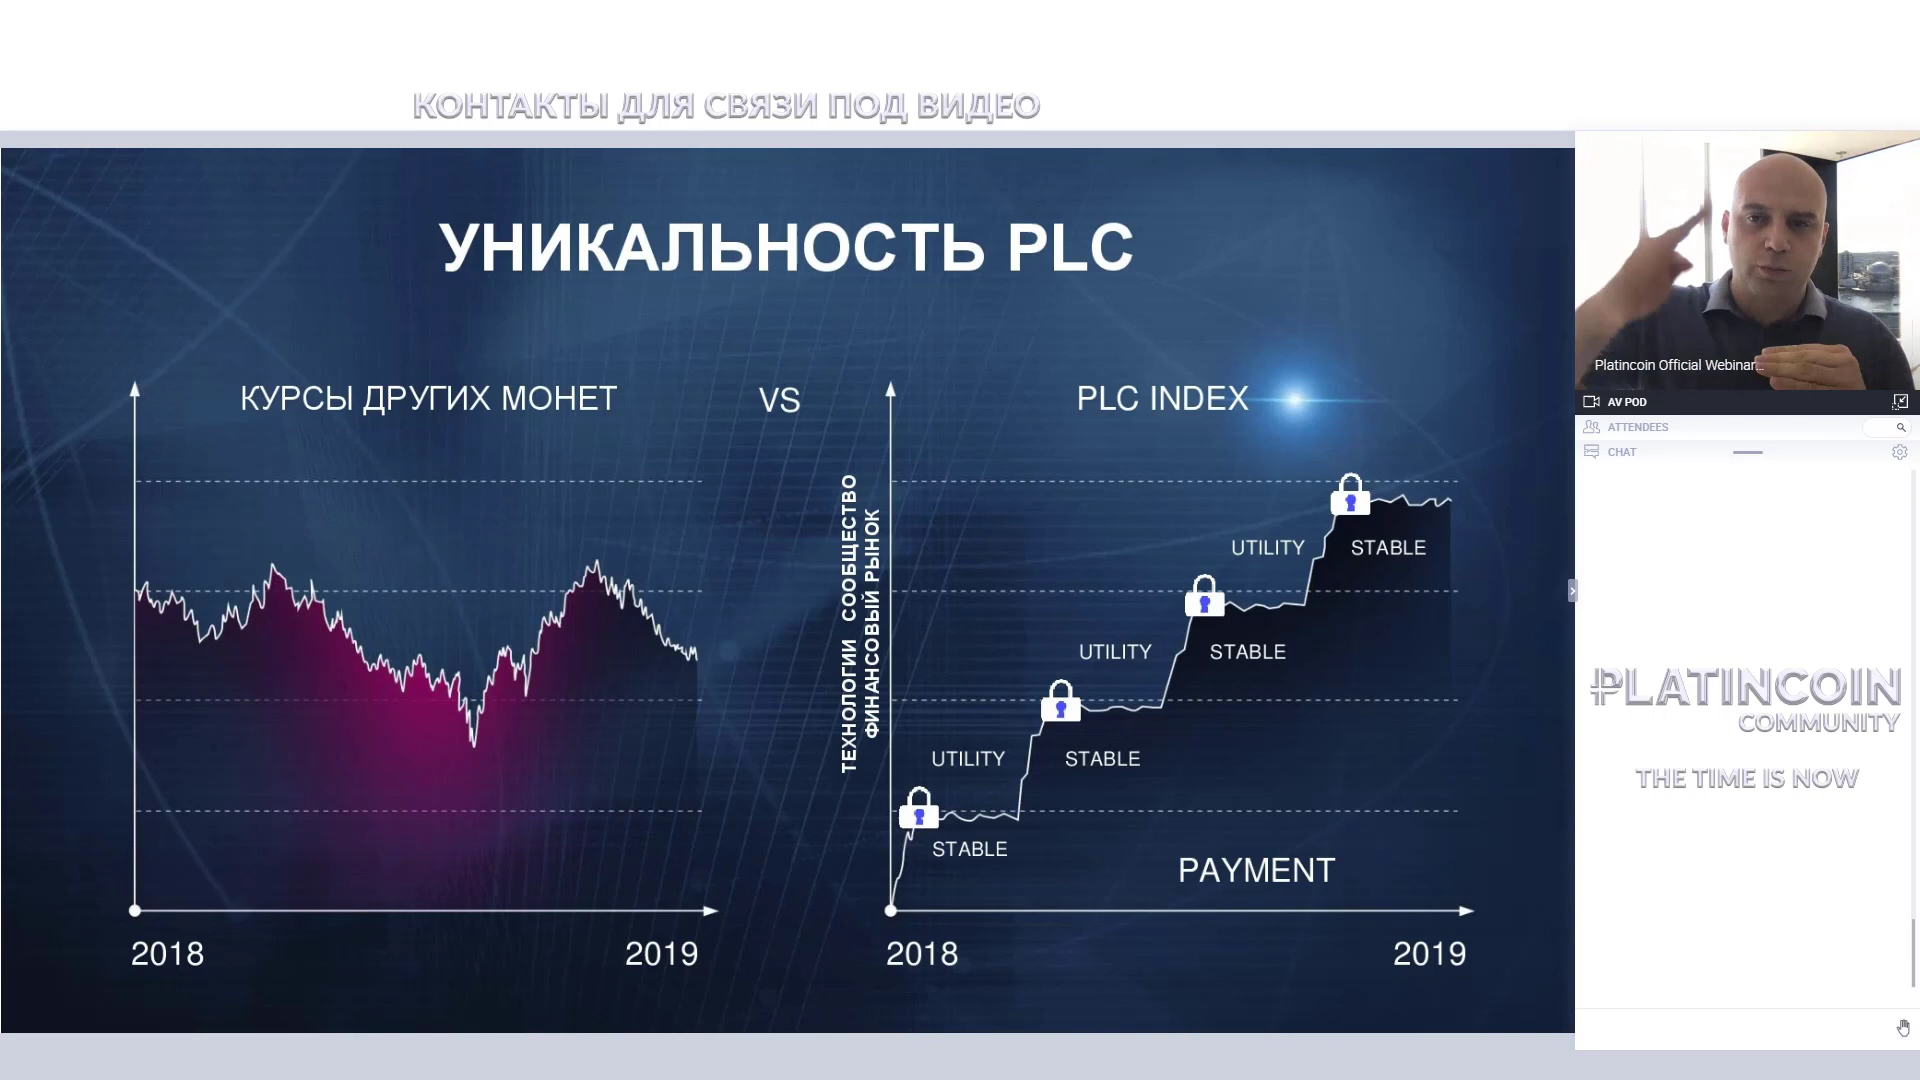 КОНТАКТЫ ДЛЯ СВЯЗИ ПОД ВИДЕО
УНИКАЛЬНОСТЬ PLC
КУРСЫ ДРУГИХ МОНЕТ
VS
PLC INDEX
ТЕХНОЛОГИИ СООБЩЕСТВО
ФИНАНСОВЫЙ РЫНОК
UTILITY
STABLE
UTILITY
STABLE
UTILITY
STABLE
STABLE
PAYMENT
2018
2019
2018
2019
Platincoin Official Webinar...
AV POD
ATTENDEES
CHAT
PLATINCOIN
COMMUNITY
THE TIME IS NOW